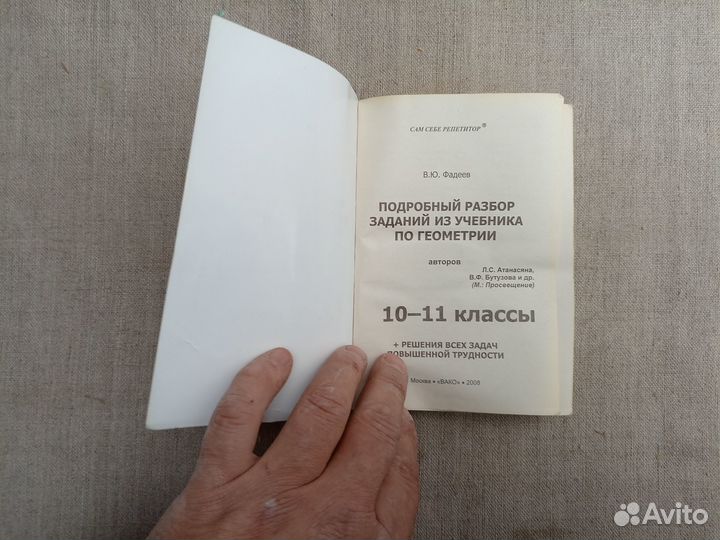 САМ СЕБЕ РЕПЕТИТОР®
В.Ю. Фадеев
ПОДРОБНЫЙ РАЗБОР
ЗАДАНИЙ ИЗ УЧЕБНИКА
ПО ГЕОМЕТРИИ
авторов
Л.С. Атанасяна,
В.Ф. Бутузова и др.
(М.: Просвещение)
10–11 классы
+ РЕШЕНИЯ ВСЕХ ЗАДАЧ
ПОВЫШЕННОЙ ТРУДНОСТИ
Москва • «ВАКО» • 2008
Avito